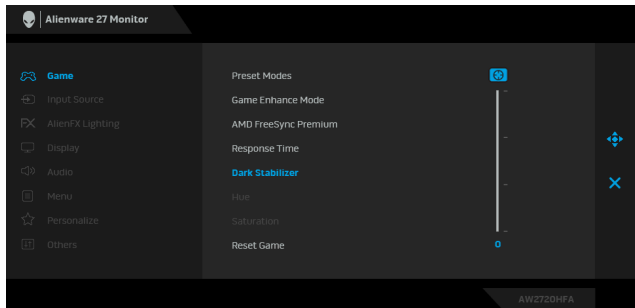 Alienware 27 Monitor
Game
Input Source
FX AlienFX Lighting
Display
Audio
Menu
Personalize
Others
Preset Modes
Game Enhance Mode
AMD FreeSync Premium
Response Time
Dark Stabilizer
Hue
Saturation
Reset Game
0
AW2720HFA